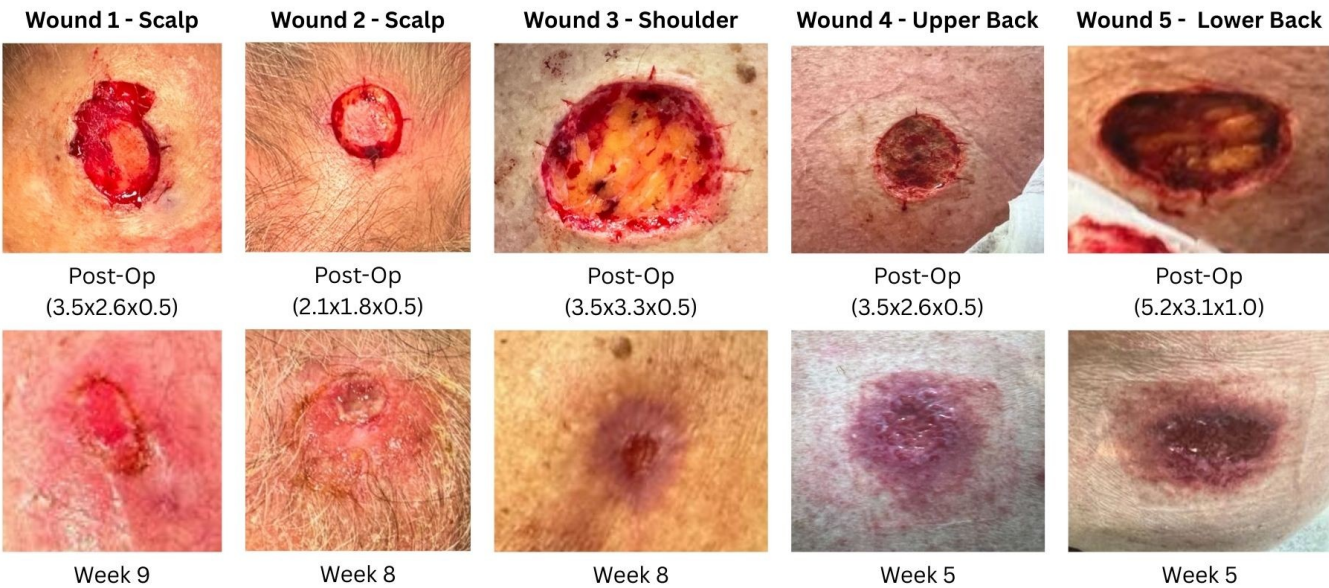 Wound 1 - Scalp
Wound 2 - Scalp
Wound 3 - Shoulder
Wound 4 - Upper Back
Wound 5 - Lower Back
Post-Op
(3.5x2.6x0.5)
Post-Op
(2.1x1.8x0.5)
Post-Op
(3.5x3.3x0.5)
Post-Op
(3.5x2.6x0.5)
Post-Op
(5.2x3.1x1.0)
Week 9
Week 8
Week 8
Week 5
Week 5